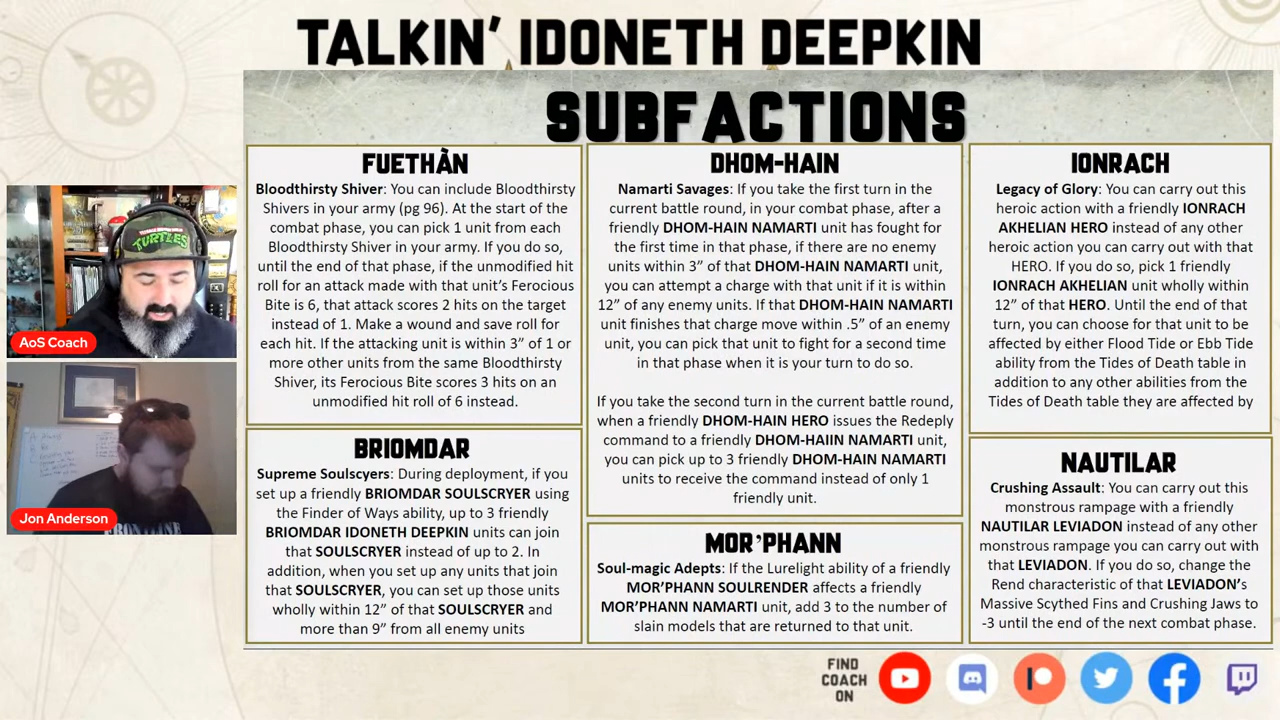 TALKIN' IDONETH DEEPKIN
SUBFACTIONS
FUETHÀN
Bloodthirsty Shiver: You can include Bloodthirsty
Shivers in your army (pg 96). At the start of the
combat phase, you can pick 1 unit from each
Bloodthirsty Shiver in your army. If you do so,
until the end of that phase, if the unmodified hit
roll for an attack made with that unit's Ferocious
Bite is 6, that attack scores 2 hits on the target
instead of 1. Make a wound and save roll for
each hit. If the attacking unit is within 3” of 1 or
more other units from the same Bloodthirsty
Shiver, its Ferocious Bite scores 3 hits on an
unmodified hit roll of 6 instead.
BRIOMDAR
Supreme Soulscyers: During deployment, if you
set up a friendly BRIOMDAR SOULSCRYER using
the Finder of Ways ability, up to 3 friendly
BRIOMDAR IDONETH DEEPKIN units can join
that SOULSCRYER instead of up to 2. In
addition, when you set up any units that join
that SOULSCRYER, you can set up those units
wholly within 12” of that SOULSCRYER and
more than 9” from all enemy units
DHOM-HAIN
Namarti Savages: If you take the first turn in the
current battle round, in your combat phase, after a
friendly DHOM-HAIN NAMARTI unit has fought for
the first time in that phase, if there are no enemy
units within 3” of that DHOM-HAIN NAMARTI unit,
you can attempt a charge with that unit if it is within
12” of any enemy units. If that DHOM-HAIN NAMARTI
unit finishes that charge move within .5” of an enemy
unit, you can pick that unit to fight for a second time
in that phase when it is your turn to do so.
If you take the second turn in the current battle round,
when a friendly DHOM-HAIN HERO issues the Redeply
command to a friendly DHOM-HAIIN NAMARTI unit,
you can pick up to 3 friendly DHOM-HAIN NAMARTI
units to receive the command instead of only 1
friendly unit.
MOR'PHANN
Soul-magic Adepts: If the Lurelight ability of a friendly
MOR'PHANN SOULRENDER affects a friendly
MOR'PHANN NAMARTI unit, add 3 to the number of
slain models that are returned to that unit.
IONRACH
Legacy of Glory: You can carry out this
heroic action with a friendly IONRACH
AKHELIAN HERO instead of any other
heroic action you can carry out with that
HERO. If you do so, pick 1 friendly
IONRACH AKHELIAN unit wholly within
12” of that HERO. Until the end of that
turn, you can choose for that unit to be
affected by either Flood Tide or Ebb Tide
ability from the Tides of Death table in
addition to any other abilities from the
Tides of Death table they are affected by
NAUTILAR
Crushing Assault: You can carry out this
monstrous rampage with a friendly
NAUTILAR LEVIADON instead of any other
monstrous rampage you can carry out with
that LEVIADON. If you do so, change the
Rend characteristic of that LEVIADON's
Massive Scythed Fins and Crushing Jaws to
-3 until the end of the next combat phase.
TURTLES
AoS Coach
Jon Anderson
FIND
COACH
ON